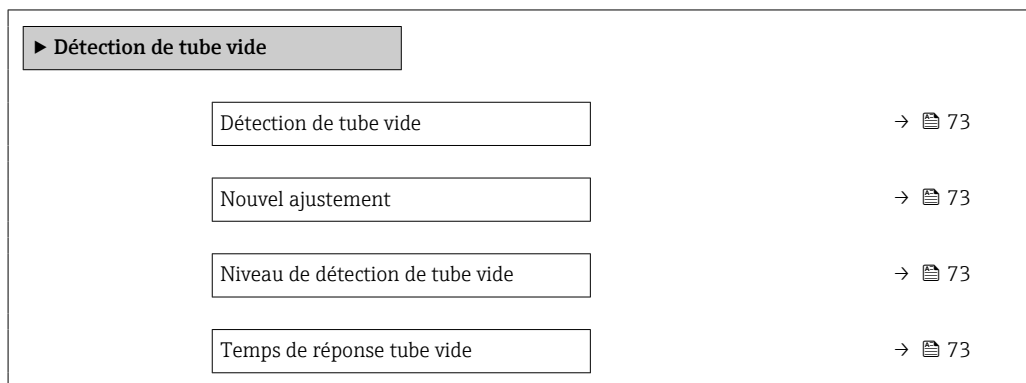 ▶ Détection de tube vide
Détection de tube vide → 73
Nouvel ajustement → 73
Niveau de détection de tube vide → 73
Temps de réponse tube vide → 73